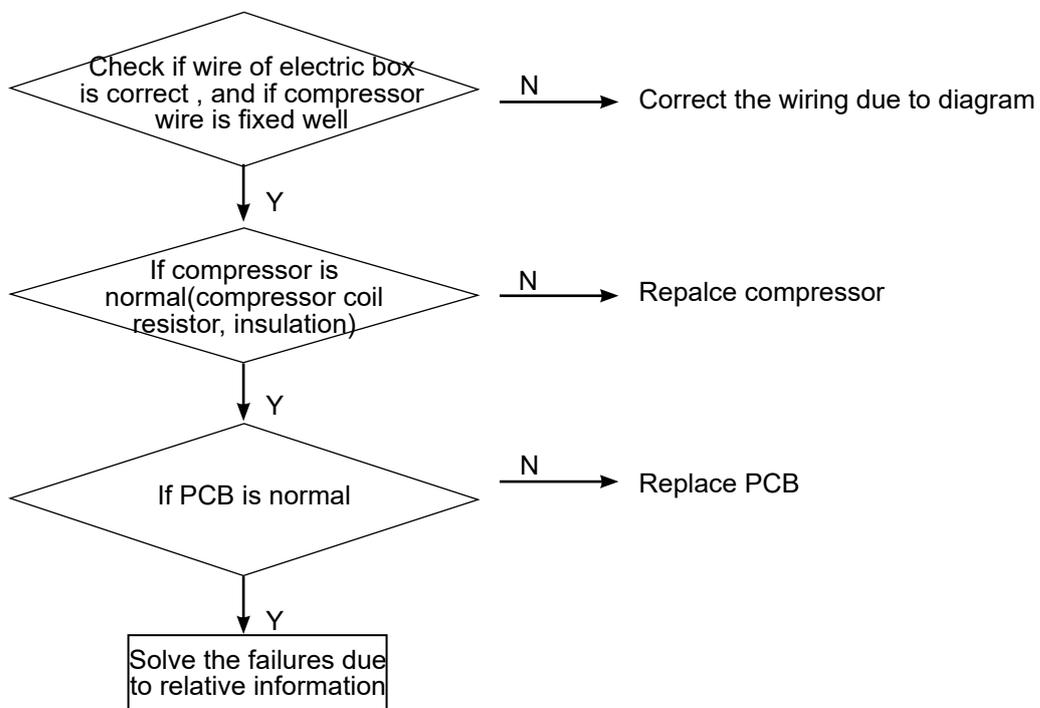 Check if wire of electric box
is correct , and if compressor
wire is fixed well
N
Correct the wiring due to diagram
Y
If compressor is
normal(compressor coil
resistor, insulation)
N
Repalce compressor
Y
If PCB is normal
N
Replace PCB
Y
Solve the failures due
to relative information